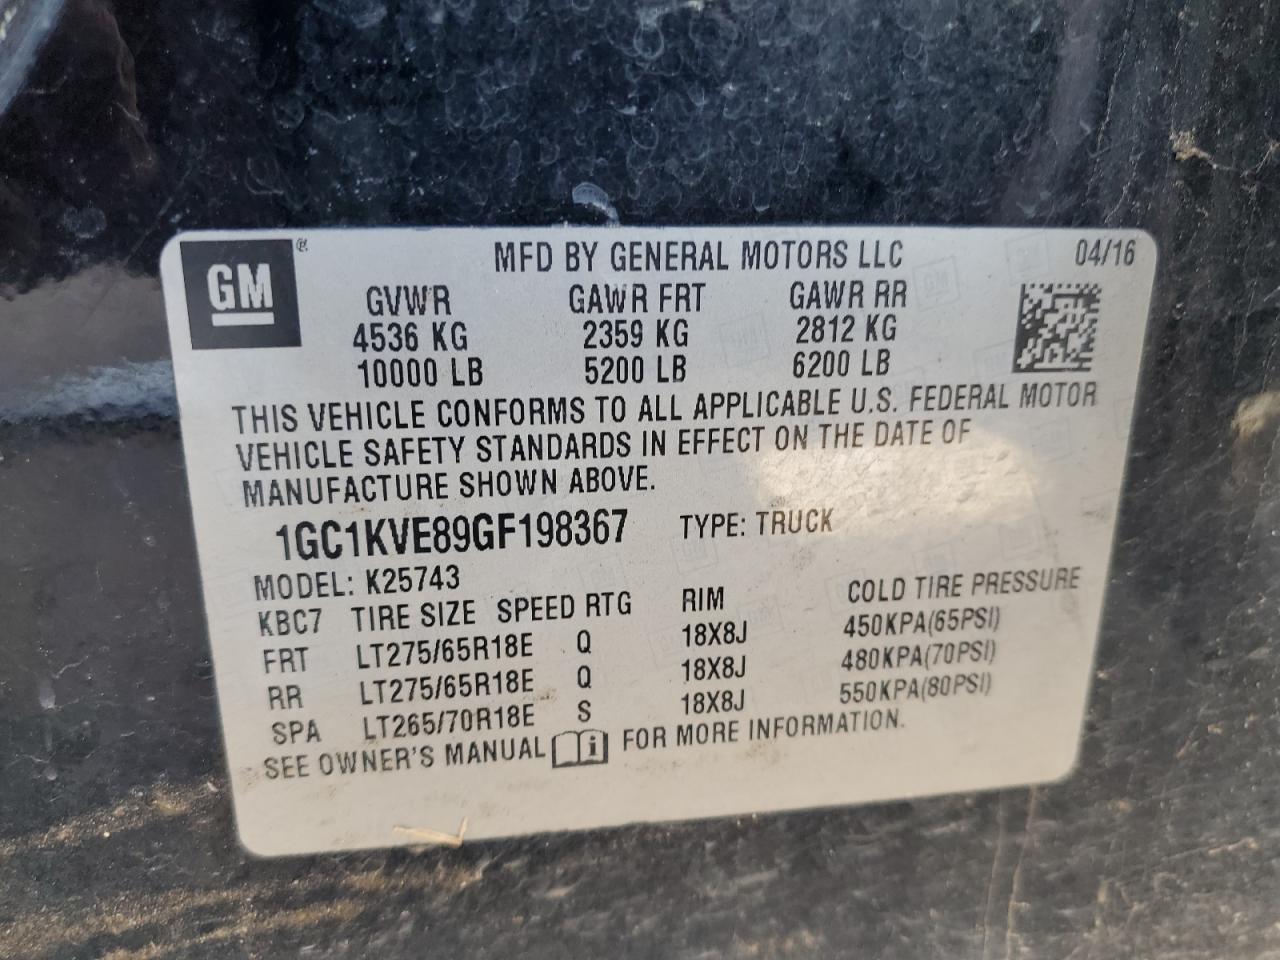 GM ®
MFD BY GENERAL MOTORS LLC 04/16
GVWR GAWR FRT GAWR RR
4536 KG 2359 KG 2812 KG
10000 LB 5200 LB 6200 LB
THIS VEHICLE CONFORMS TO ALL APPLICABLE U.S. FEDERAL MOTOR
VEHICLE SAFETY STANDARDS IN EFFECT ON THE DATE OF
MANUFACTURE SHOWN ABOVE.
1GC1KVE89GF198367 TYPE: TRUCK
MODEL: K25743
KBC7 TIRE SIZE SPEED RTG RIM COLD TIRE PRESSURE
FRT LT275/65R18E Q 18X8J 450KPA(65PSI)
RR LT275/65R18E Q 18X8J 480KPA(70PSI)
SPA LT265/70R18E S 18X8J 550KPA(80PSI)
SEE OWNER'S MANUAL i FOR MORE INFORMATION.